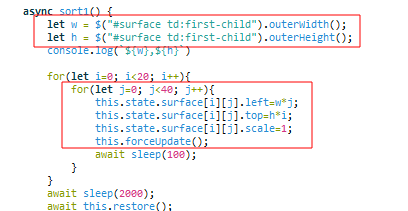 async sort1() {
let w = $("#surface td:first-child").outerWidth();
let h = $("#surface td:first-child").outerHeight();
console.log(`${w},${h}`)
for(let i=0; i<20; i++){
for(let j=0; j<40; j++){
this.state.surface[i][j].left=w*j;
this.state.surface[i][j].top=h*i;
this.state.surface[i][j].scale=1;
this.forceUpdate();
await sleep(100);
}
}
await sleep(2000);
await this.restore();